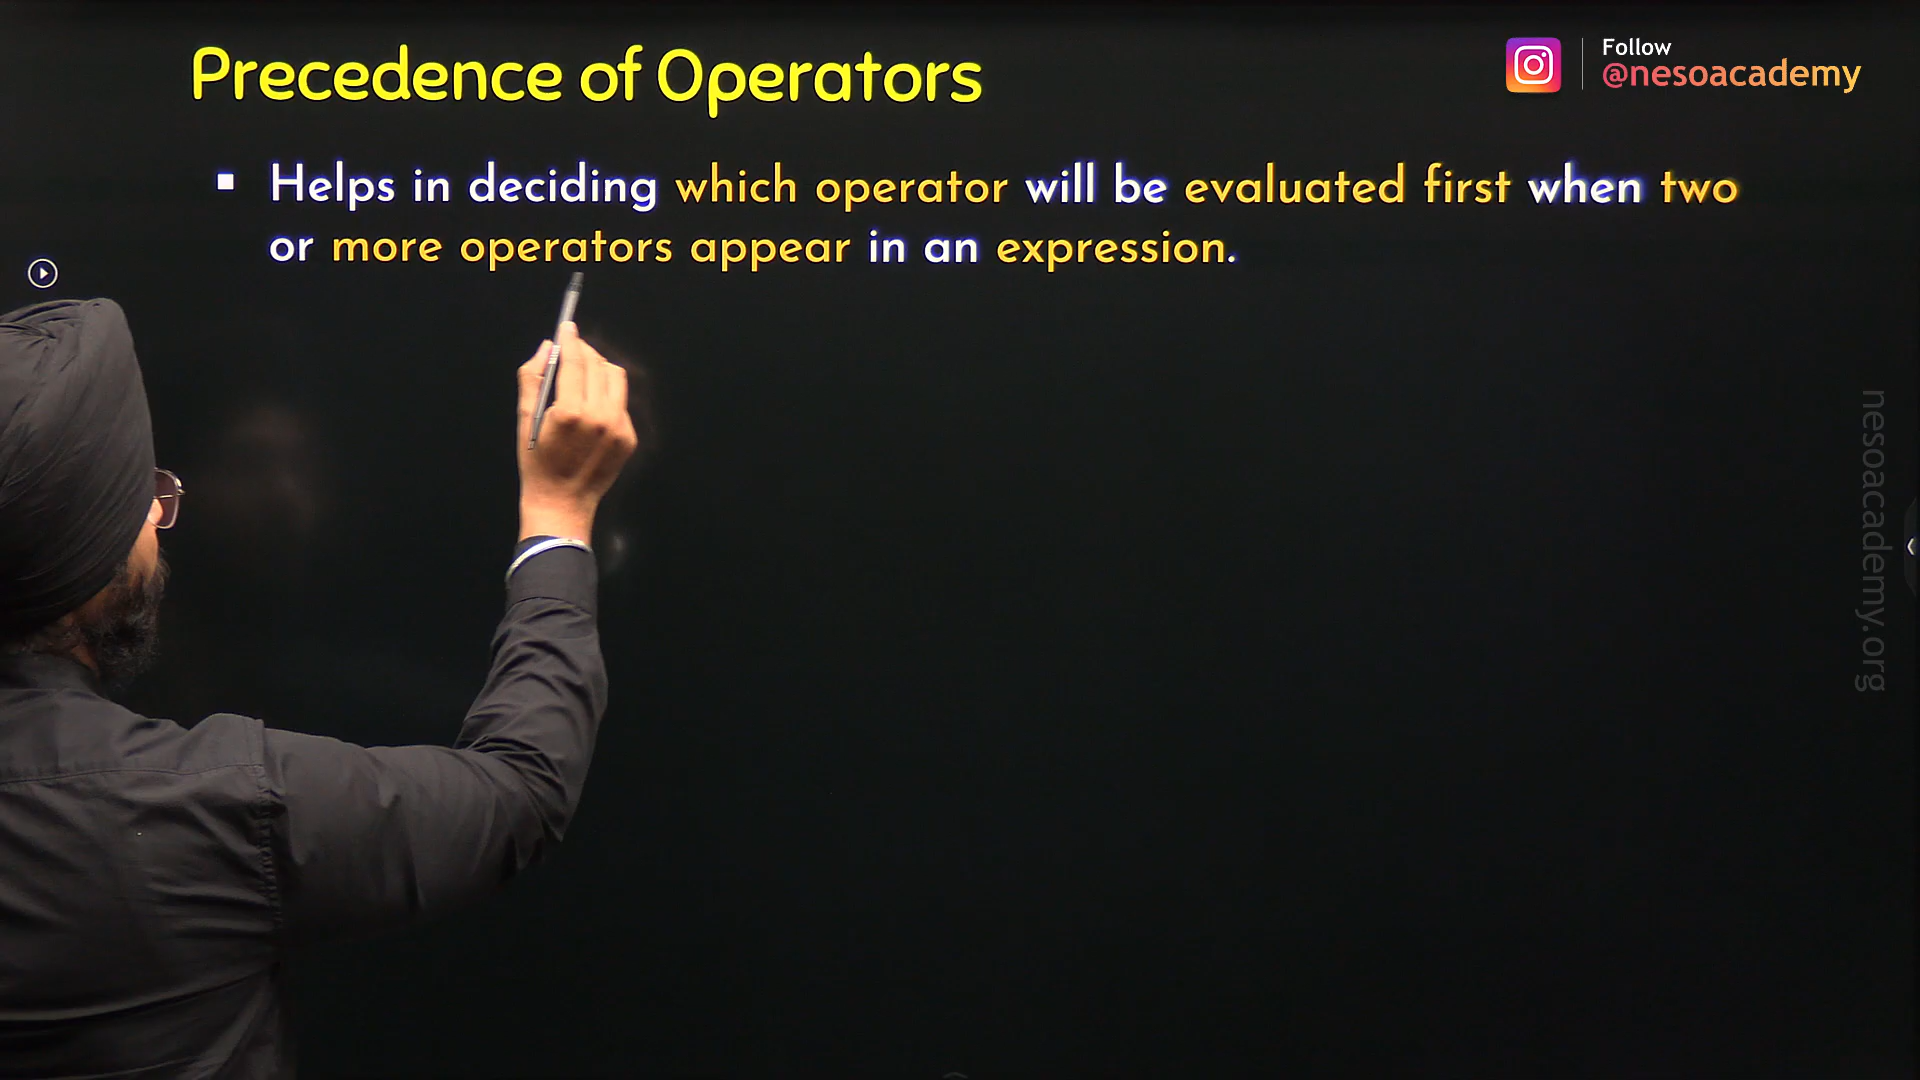 Precedence of Operators
Follow
@nesoacademy
▪ Helps in deciding which operator will be evaluated first when two
or more operators appear in an expression.
nesoacademy.org